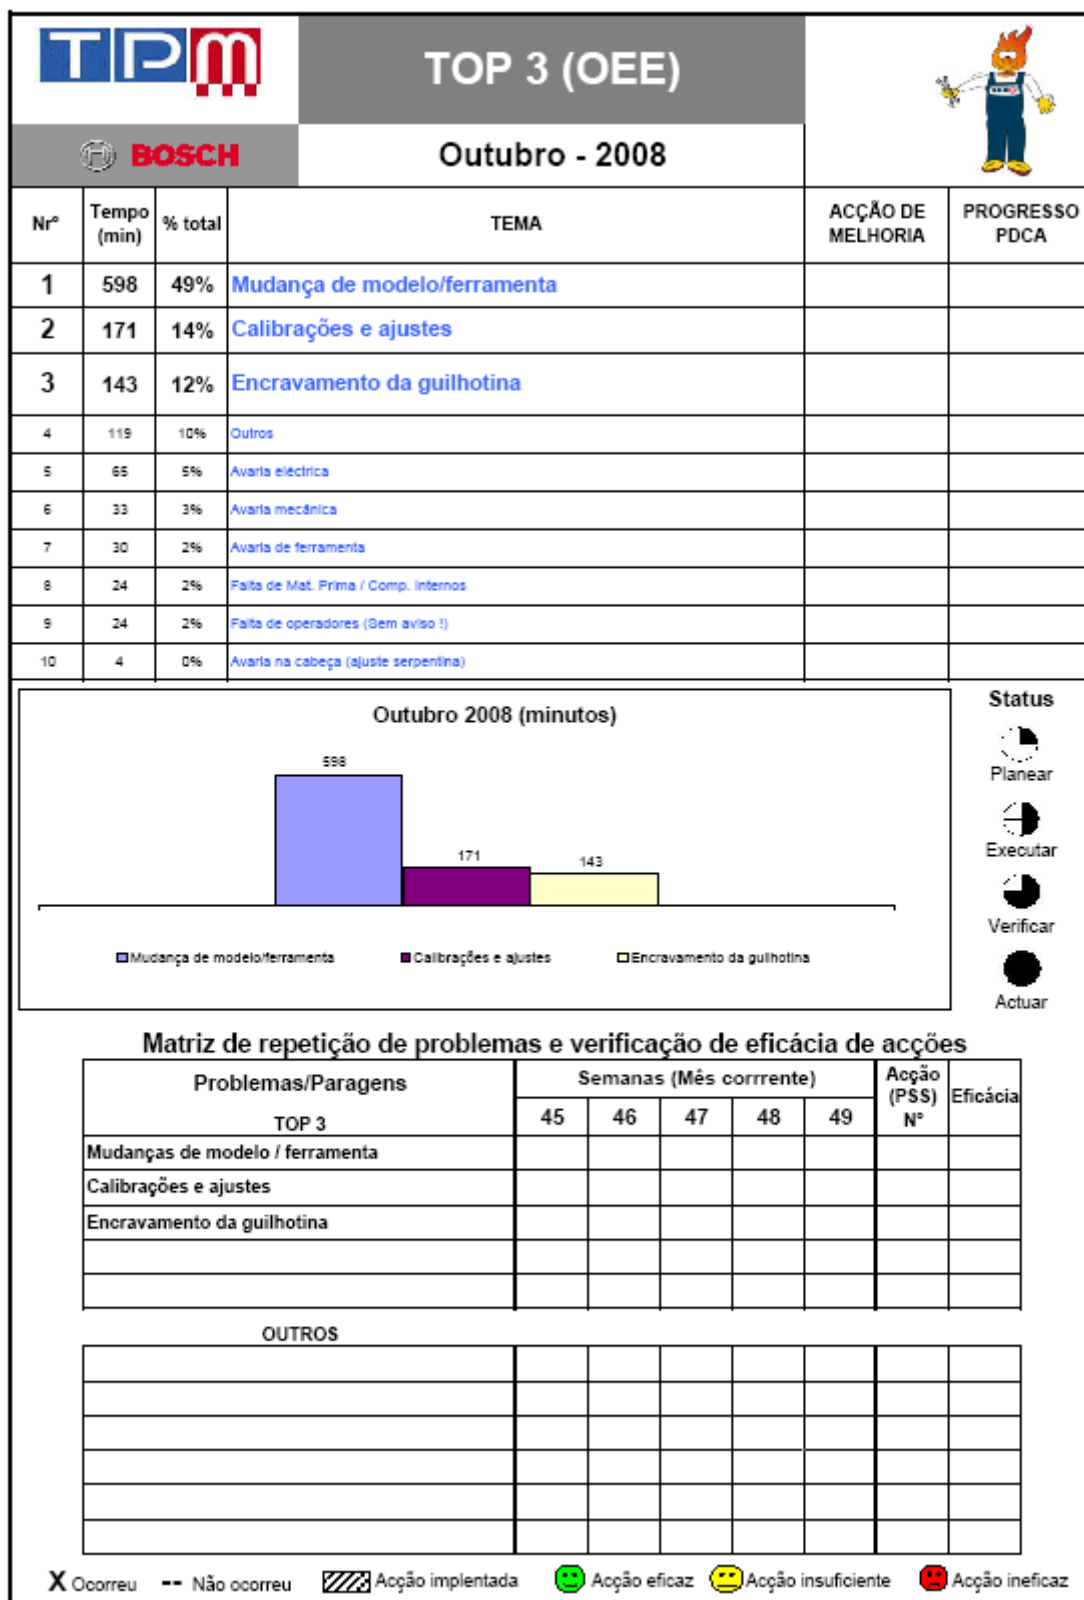 TPM
TOP 3 (OEE)
BOSCH
Outubro - 2008
Nrº Tempo (min) % total TEMA ACÇÃO DE MELHORIA PROGRESSO PDCA
1 598 49% Mudança de modelo/ferramenta
2 171 14% Calibrações e ajustes
3 143 12% Encravamento da guilhotina
4 119 10% Outros
5 65 5% Avaria eléctrica
6 33 3% Avaria mecânica
7 30 2% Avaria de ferramenta
8 24 2% Falta de Mat. Prima / Comp. Internos
9 24 2% Falta de operadores (Sem aviso !)
10 4 0% Avaria na cabeça (ajuste serpentina)
Outubro 2008 (minutos)
598
171
143
Mudança de modelo/ferramenta Calibrações e ajustes Encravamento da guilhotina
Status
Planear
Executar
Verificar
Actuar
Matriz de repetição de problemas e verificação de eficácia de acções
Problemas/Paragens Semanas (Mês corrrente) Acção (PSS) Nº Eficácia
TOP 3 45 46 47 48 49
Mudanças de modelo / ferramenta
Calibrações e ajustes
Encravamento da guilhotina
OUTROS
X Ocorreu -- Não ocorreu Acção implentada Acção eficaz Acção insuficiente Acção ineficaz